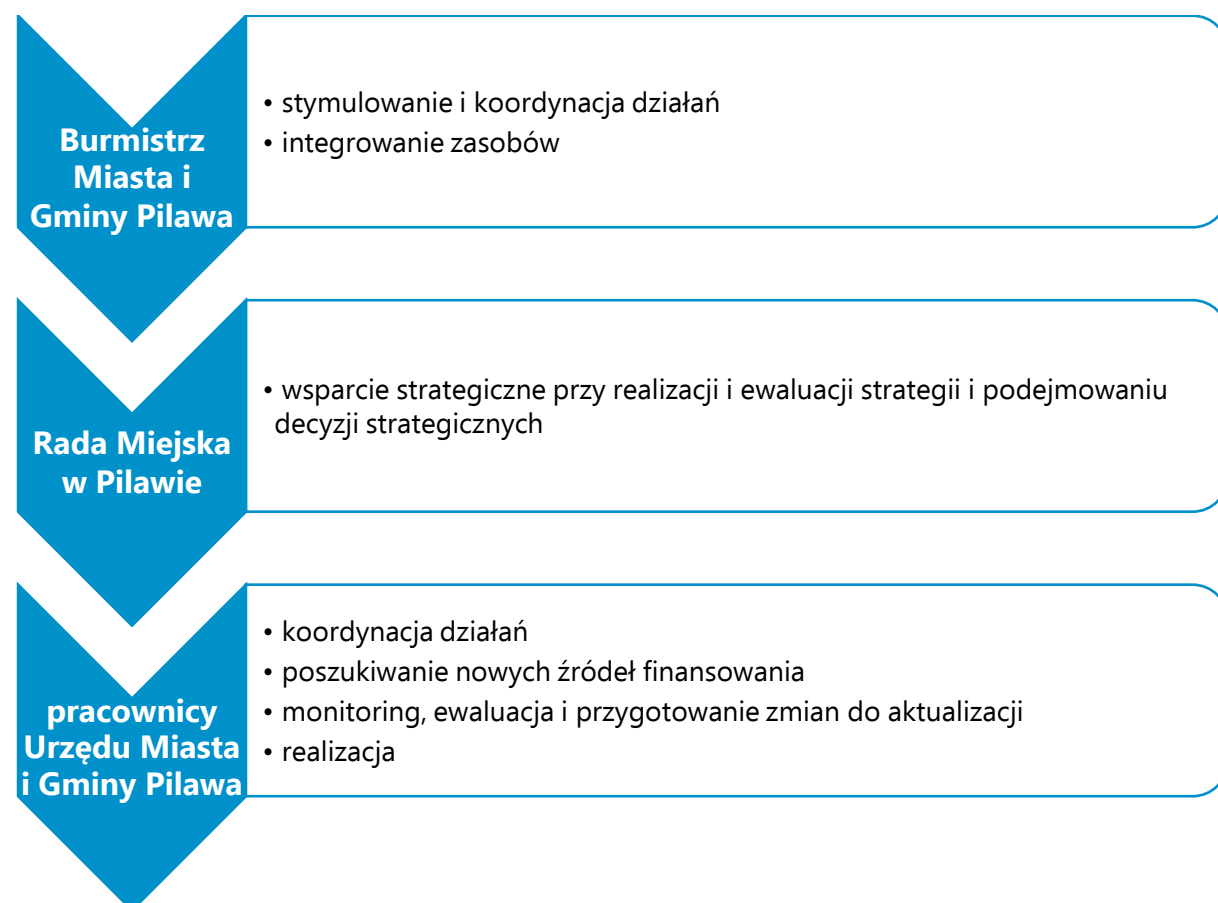 Burmistrz
Miasta i
Gminy Pilawa
• stymulowanie i koordynacja działań
• integrowanie zasobów
Rada Miejska
w Pilawie
• wsparcie strategiczne przy realizacji i ewaluacji strategii i podejmowaniu
decyzji strategicznych
pracownicy
Urzędu Miasta
i Gminy Pilawa
• koordynacja działań
• poszukiwanie nowych źródeł finansowania
• monitoring, ewaluacja i przygotowanie zmian do aktualizacji
• realizacja